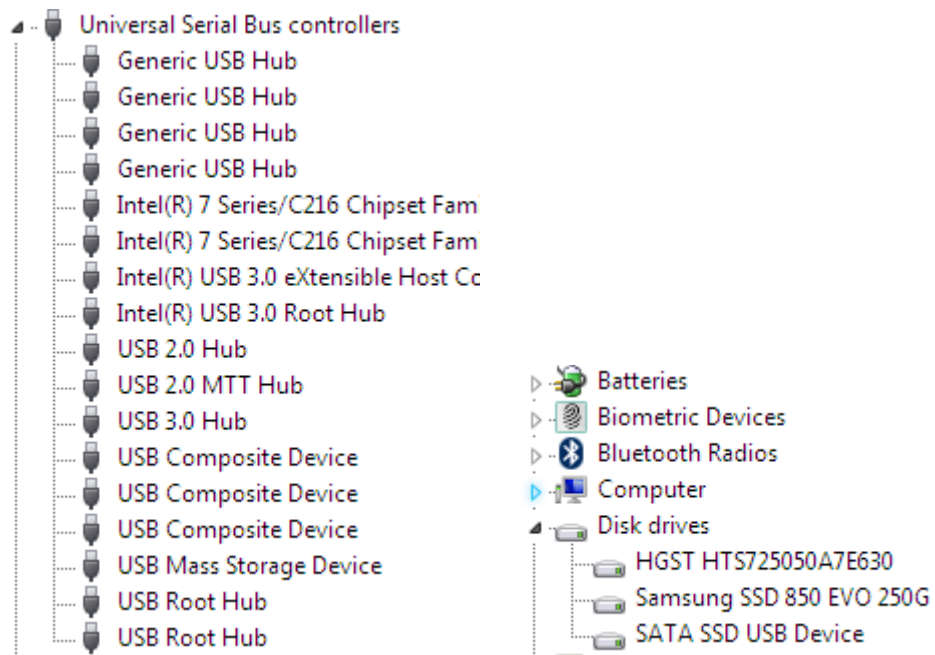 Universal Serial Bus controllers
Generic USB Hub
Generic USB Hub
Generic USB Hub
Generic USB Hub
Intel(R) 7 Series/C216 Chipset Fam
Intel(R) 7 Series/C216 Chipset Fam
Intel(R) USB 3.0 eXtensible Host Co
Intel(R) USB 3.0 Root Hub
USB 2.0 Hub
USB 2.0 MTT Hub
USB 3.0 Hub
USB Composite Device
USB Composite Device
USB Composite Device
USB Mass Storage Device
USB Root Hub
USB Root Hub
Batteries
Biometric Devices
Bluetooth Radios
Computer
Disk drives
HGST HTS725050A7E630
Samsung SSD 850 EVO 250G
SATA SSD USB Device